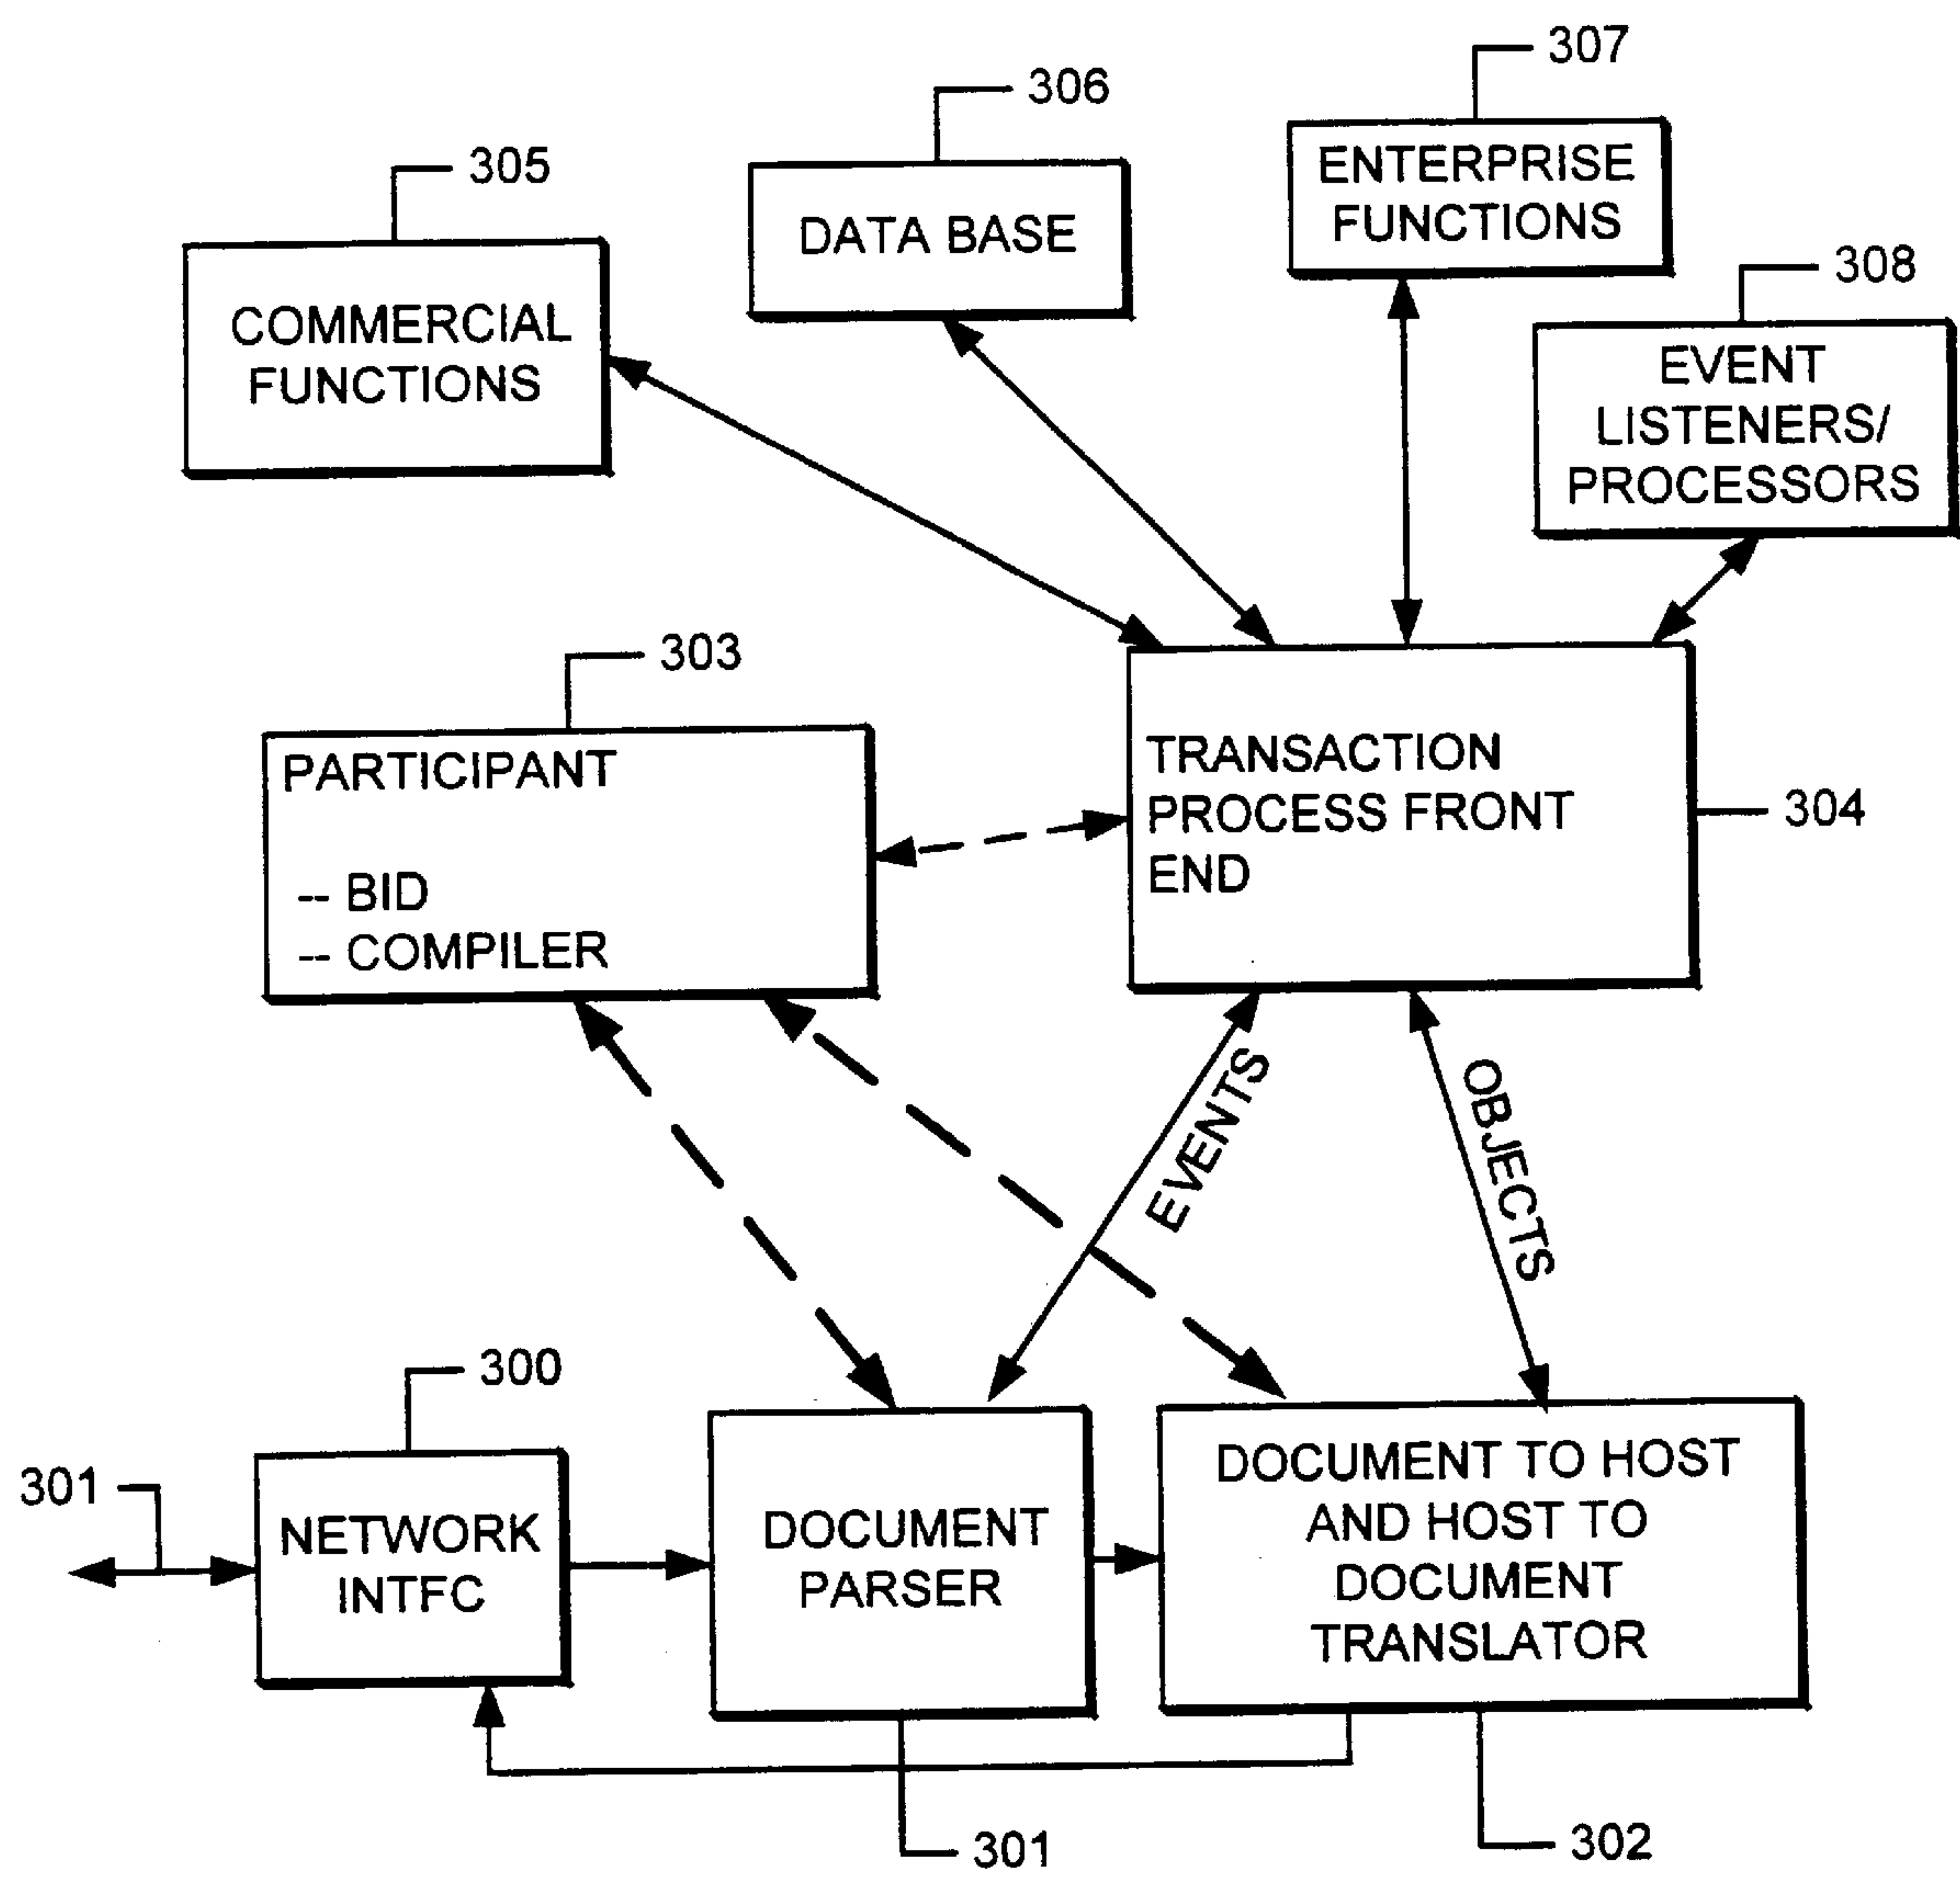 307
306
305
ENTERPRISE
FUNCTIONS
DATA BASE
308
COMMERCIAL
FUNCTIONS
EVENT
LISTENERS/
PROCESSORS
303
PARTICIPANT
-- BID
-- COMPILER
TRANSACTION
PROCESS FRONT
END
304
EVENTS
OBJECTS
300
301
NETWORK
INTFC
DOCUMENT
PARSER
DOCUMENT TO HOST
AND HOST TO
DOCUMENT
TRANSLATOR
301
302